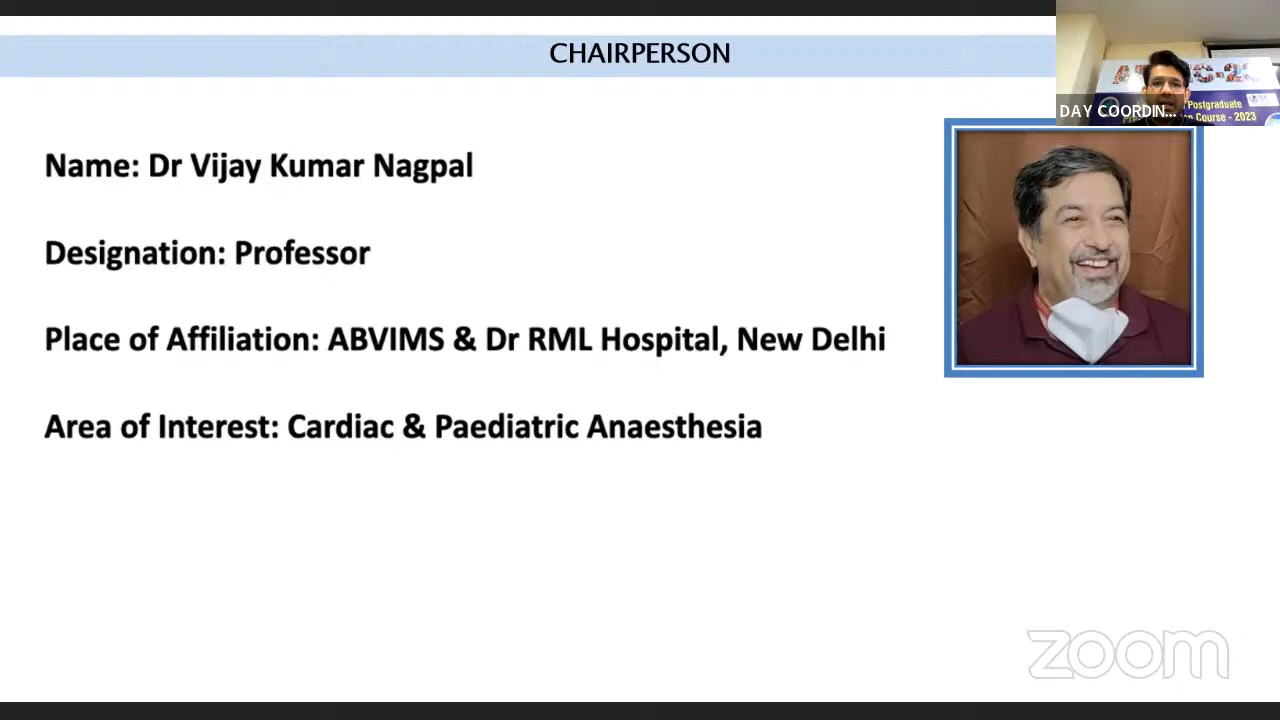 CHAIRPERSON
DAY COORDIN...
Postgraduate
Course - 2023
Name: Dr Vijay Kumar Nagpal
Designation: Professor
Place of Affiliation: ABVIMS & Dr RML Hospital, New Delhi
Area of Interest: Cardiac & Paediatric Anaesthesia
zoom